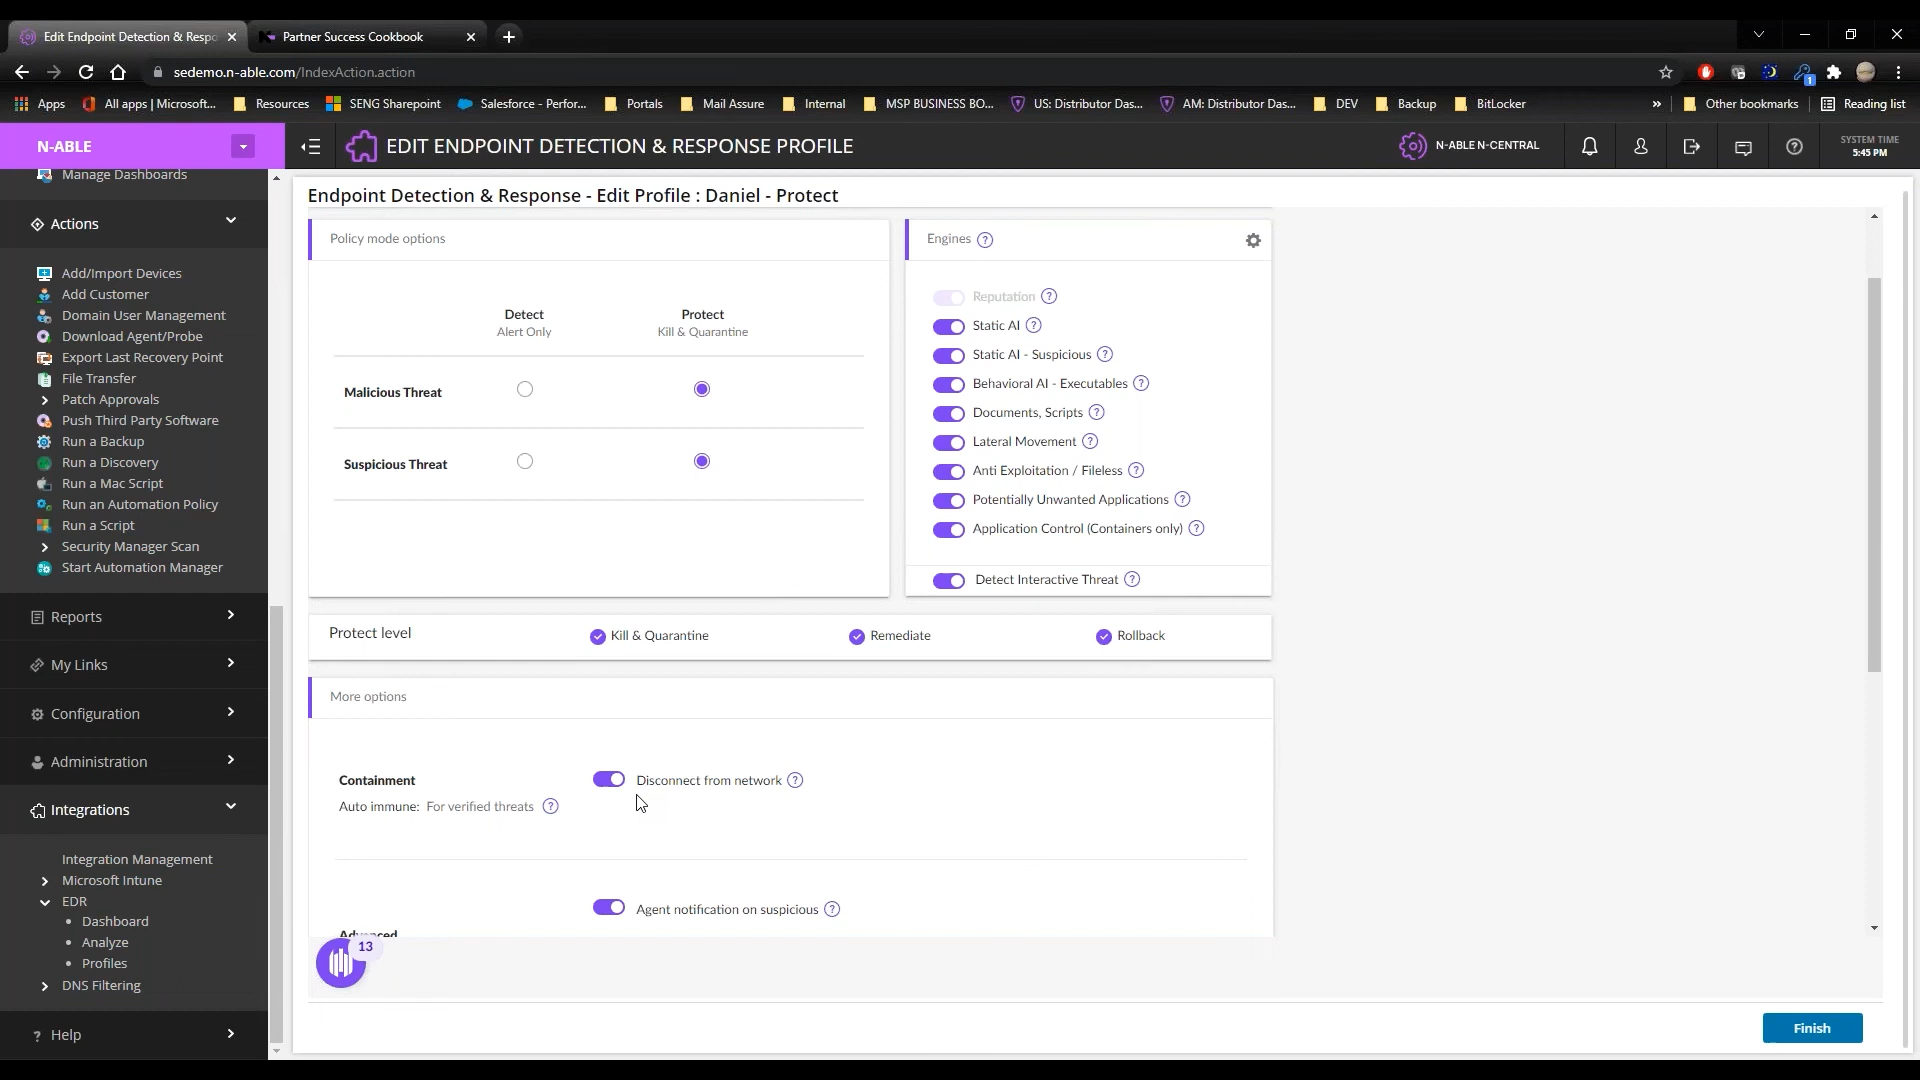 Edit Endpoint Detection & Respo
Partner Success Cookbook
sedemo.n-able.com/IndexAction.action
1
Apps
All apps | Microsoft...
Resources
SENG Sharepoint
Salesforce - Perfor...
Portals
Mail Assure
Internal
MSP BUSINESS BO...
US: Distributor Das...
AM: Distributor Das...
DEV
Backup
BitLocker
»
Other bookmarks
Reading list
N-ABLE
EDIT ENDPOINT DETECTION & RESPONSE PROFILE
N-ABLE N-CENTRAL
SYSTEM TIME
5:45 PM
Manage Dashboards
Actions
Add/Import Devices
Add Customer
Domain User Management
Download Agent/Probe
Export Last Recovery Point
File Transfer
Patch Approvals
Push Third Party Software
Run a Backup
Run a Discovery
Run a Mac Script
Run an Automation Policy
Run a Script
Security Manager Scan
Start Automation Manager
Reports
My Links
Configuration
Administration
Integrations
Integration Management
Microsoft Intune
EDR
Dashboard
Analyze
Profiles
DNS Filtering
Help
Endpoint Detection & Response - Edit Profile : Daniel - Protect
Policy mode options
Detect
Alert Only
Protect
Kill & Quarantine
Malicious Threat
Suspicious Threat
Engines
Reputation
Static AI
Static AI - Suspicious
Behavioral AI - Executables
Documents, Scripts
Lateral Movement
Anti Exploitation / Fileless
Potentially Unwanted Applications
Application Control (Containers only)
Detect Interactive Threat
Protect level
Kill & Quarantine
Remediate
Rollback
More options
Containment
Disconnect from network
Auto immune: For verified threats
Agent notification on suspicious
Advanced
13
Finish